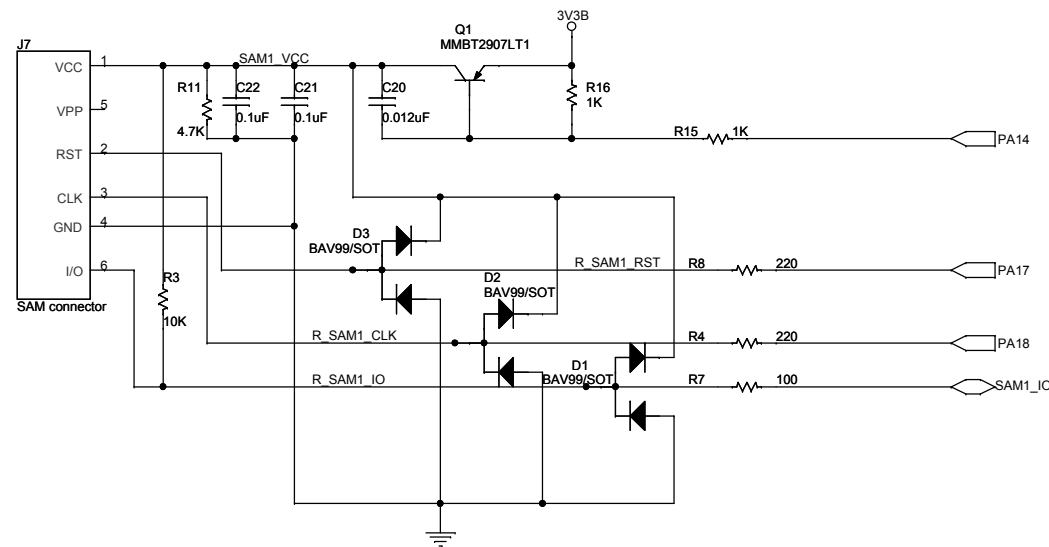 3V3B
Q1
MMBT2907LT1
J7
SAM1_VCC
VCC 1
R11
4.7K
C22
0.1uF
C21
0.1uF
C20
0.012uF
R16
1K
VPP 5
R15 1K PA14
RST 2
CLK 3
GND 4
D3
BAV99/SOT
I/O 6
R_SAM1_RST R8 220 PA17
R3
10K
D2
BAV99/SOT
SAM connector
R_SAM1_CLK R4 220 PA18
D1
BAV99/SOT
R_SAM1_IO R7 100 SAM1_IO